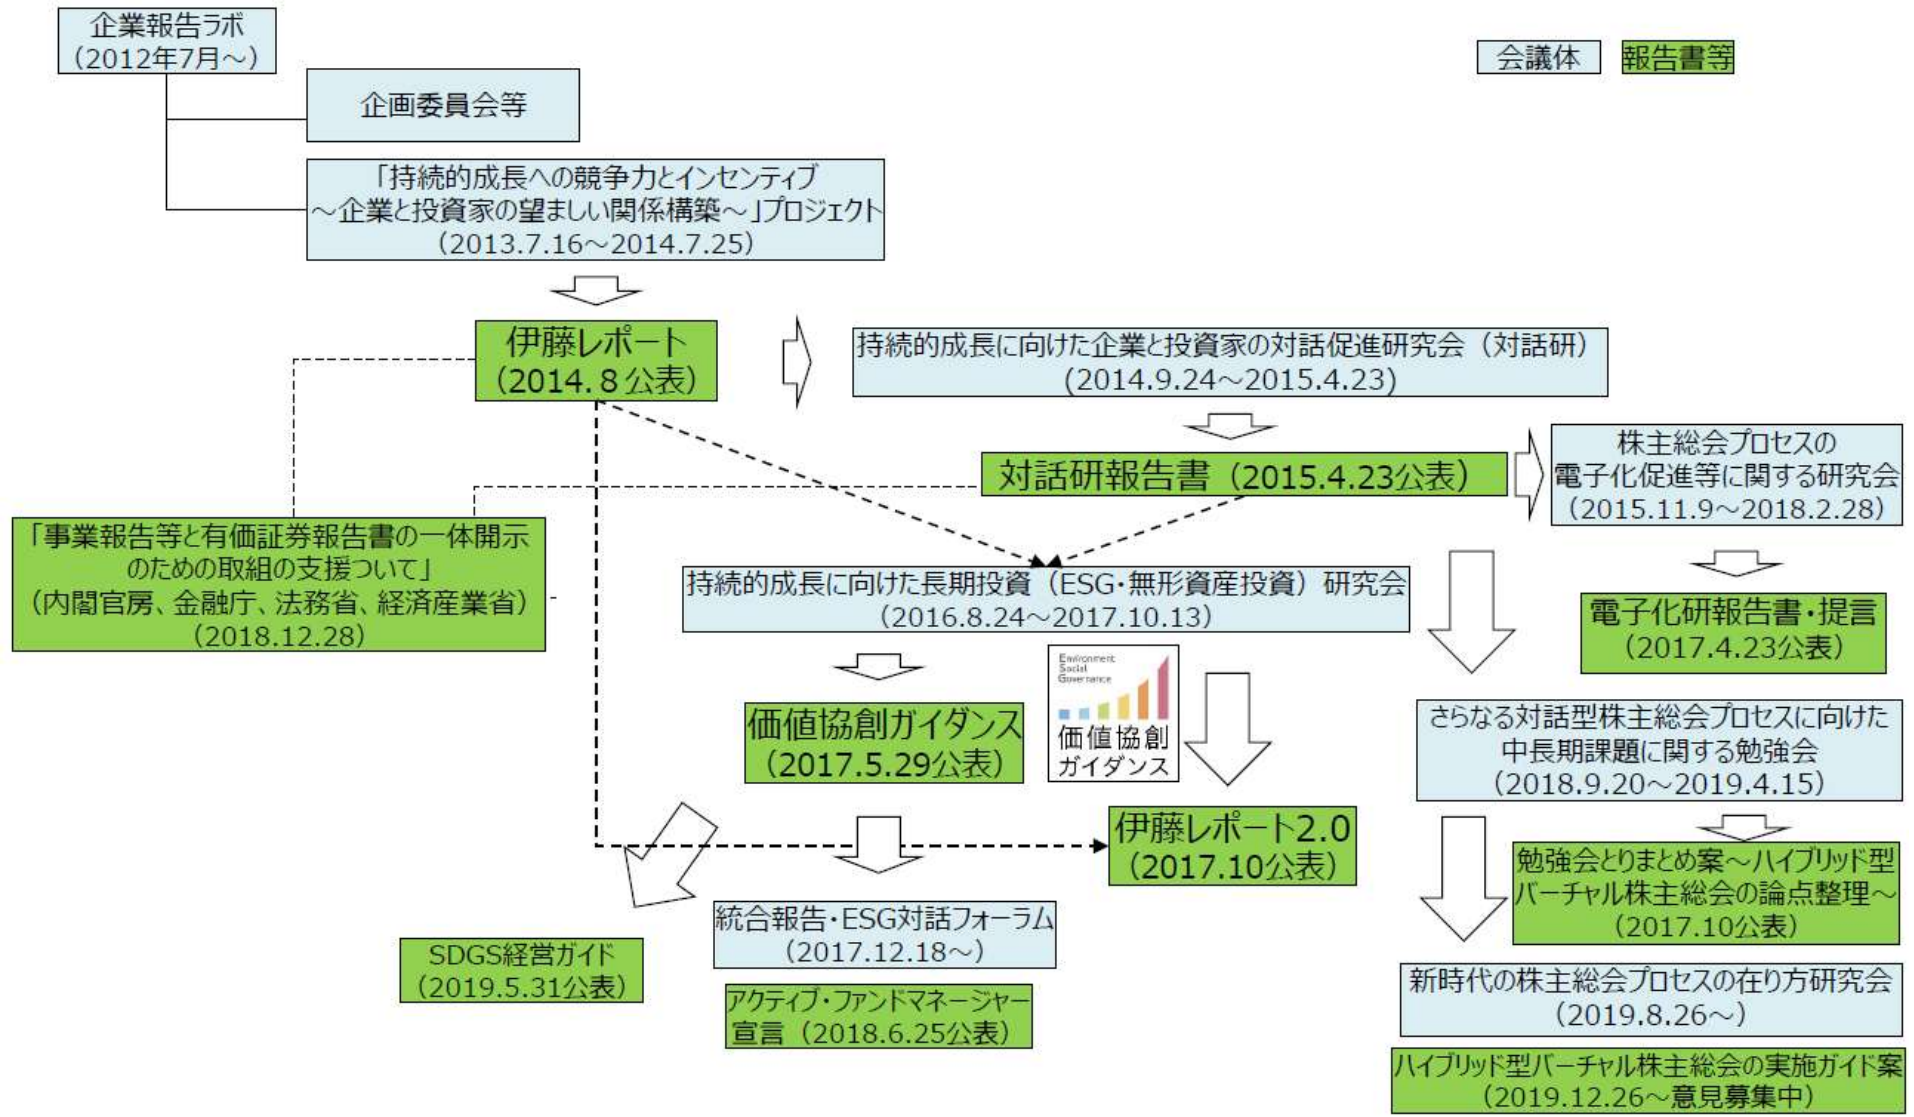 企業報告ラボ
（2012年7月～）
会議体
報告書等
企画委員会等
「持続的成長への競争力とインセンティブ
～企業と投資家の望ましい関係構築～」プロジェクト
（2013.7.16～2014.7.25）
伊藤レポート
（2014.８公表）
持続的成長に向けた企業と投資家の対話促進研究会（対話研）
(2014.9.24～2015.4.23)
対話研報告書（2015.4.23公表）
株主総会プロセスの
電子化促進等に関する研究会
（2015.11.9～2018.2.28）
「事業報告等と有価証券報告書の一体開示
のための取組の支援ついて」
（内閣官房、金融庁、法務省、経済産業省）
（2018.12.28）
持続的成長に向けた長期投資（ESG・無形資産投資）研究会
（2016.8.24～2017.10.13）
電子化研報告書・提言
（2017.4.23公表）
Environment
Social
Governance
価値協創
ガイダンス
価値協創ガイダンス
（2017.5.29公表）
さらなる対話型株主総会プロセスに向けた
中長期課題に関する勉強会
（2018.9.20～2019.4.15）
伊藤レポート2.0
（2017.10公表）
勉強会とりまとめ案～ハイブリッド型
バーチャル株主総会の論点整理～
（2017.10公表）
統合報告・ESG対話フォーラム
（2017.12.18～）
SDGS経営ガイド
（2019.5.31公表）
アクティブ・ファンドマネージャー
宣言（2018.6.25公表）
新時代の株主総会プロセスの在り方研究会
（2019.8.26～）
ハイブリッド型バーチャル株主総会の実施ガイド案
（2019.12.26～意見募集中）